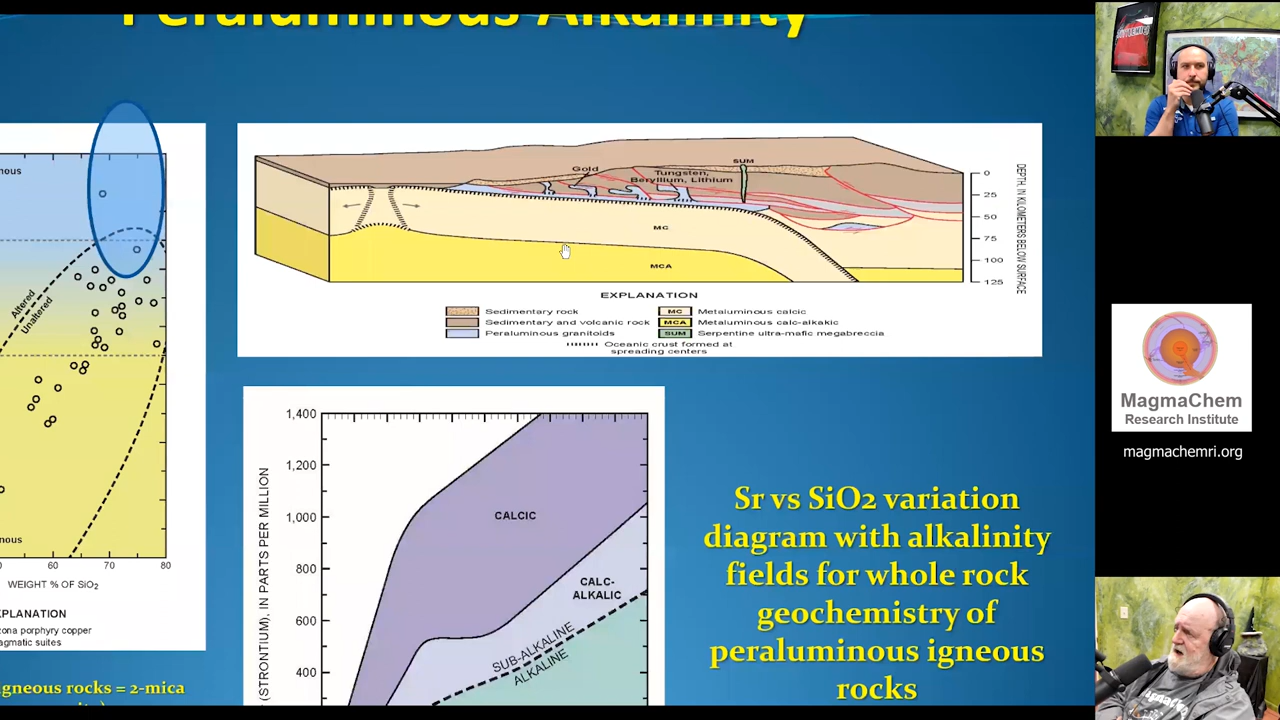 Peraluminous Alkalinity
nous
Altered
Unaltered
nous
60 70 80
WEIGHT % OF SiO2
PLANATION
zona porphyry copper
agmatic suites
igneous rocks = 2-mica
Gold
SUM
Tungsten,
Beryllium, Lithium
MC
MCA
0
25
50
75
100
125
DEPTH, IN KILOMETERS BELOW SURFACE
EXPLANATION
Sedimentary rock
Sedimentary and volcanic rock
Peraluminous granitoids
MC Metaluminous calcic
MCA Metaluminous calc-alkakic
SUM Serpentine ultra-mafic megabreccia
Oceanic crust formed at
spreading centers
1,400
1,200
1,000
800
600
400
(STRONTIUM), IN PARTS PER MILLION
CALCIC
CALC-
ALKALIC
SUB-ALKALINE
ALKALINE
Sr vs SiO2 variation
diagram with alkalinity
fields for whole rock
geochemistry of
peraluminous igneous
rocks
MagmaChem
Research Institute
magmachemri.org